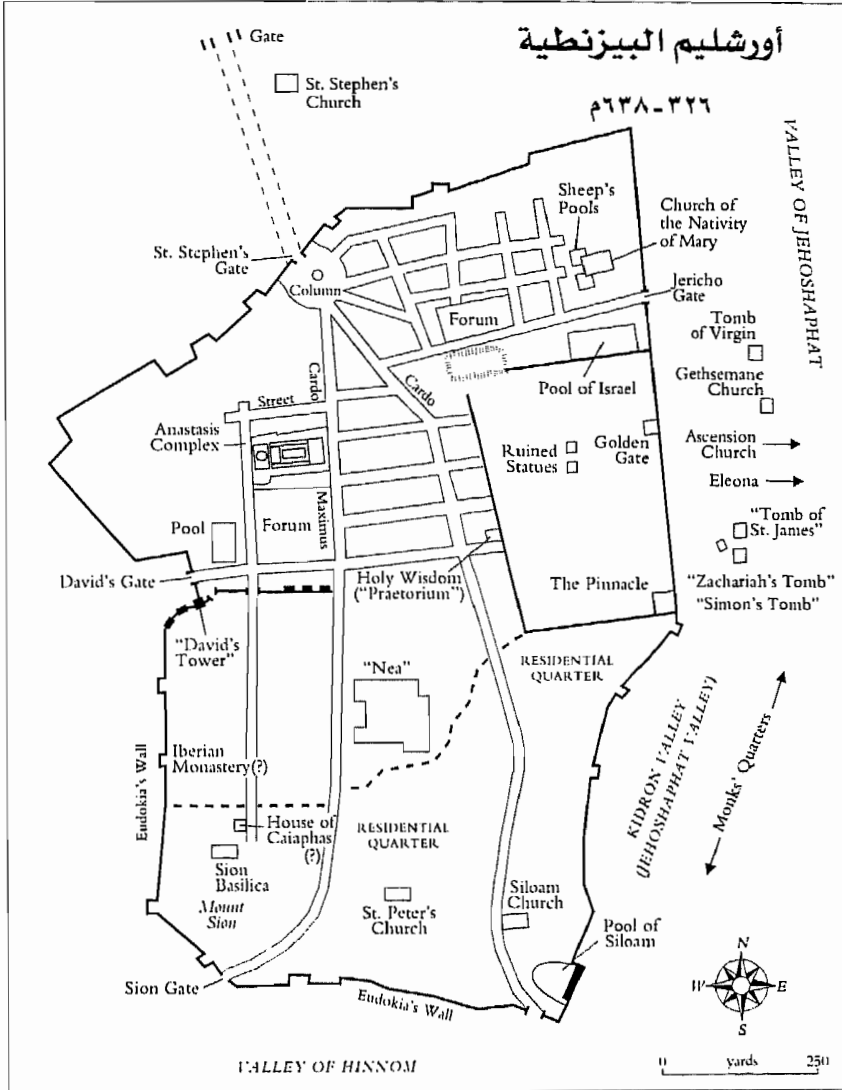 أورشليم البيزنطية
٣٢٦-٦٣٨م
Gate
St. Stephen's
Church
VALLEY OF JEHOSHAPHAT
Sheep's
Pools
Church of
the Nativity
of Mary
St. Stephen's
Gate
Column
Jericho
Gate
Forum
Tomb
of Virgin
Pool of Israel
Gethsemane
Church
Cardo
Cardo
Street
Anastasis
Complex
Ruined
Statues
Golden
Gate
Ascension
Church
Eleona
Maximus
Pool
Forum
"Tomb of
St. James"
David's Gate
Holy Wisdom
("Praetorium")
The Pinnacle
"Zachariah's Tomb"
"Simon's Tomb"
"David's
Tower"
"Nea"
RESIDENTIAL
QUARTER
Eudokia's Wall
Iberian
Monastery(?)
KIDRON VALLEY
(JEHOSHAPHAT VALLEY)
Monks' Quarters
House of
Caiaphas
(?)
RESIDENTIAL
QUARTER
Sion
Basilica
Mount
Sion
St. Peter's
Church
Siloam
Church
Pool of
Siloam
Sion Gate
Eudokia's Wall
N
W E
S
VALLEY OF HINNOM
0 yards 250